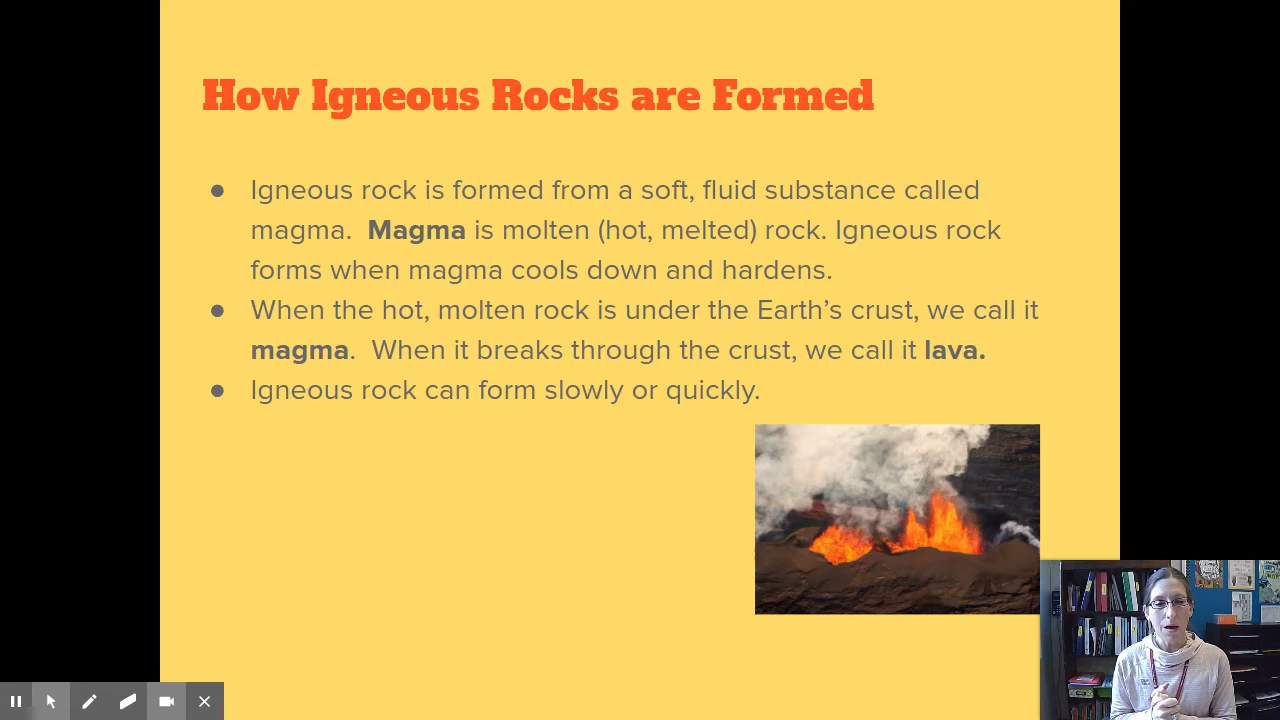 How Igneous Rocks are Formed
● Igneous rock is formed from a soft, fluid substance called
magma.  Magma is molten (hot, melted) rock. Igneous rock
forms when magma cools down and hardens.
● When the hot, molten rock is under the Earth’s crust, we call it
magma.  When it breaks through the crust, we call it lava.
● Igneous rock can form slowly or quickly.